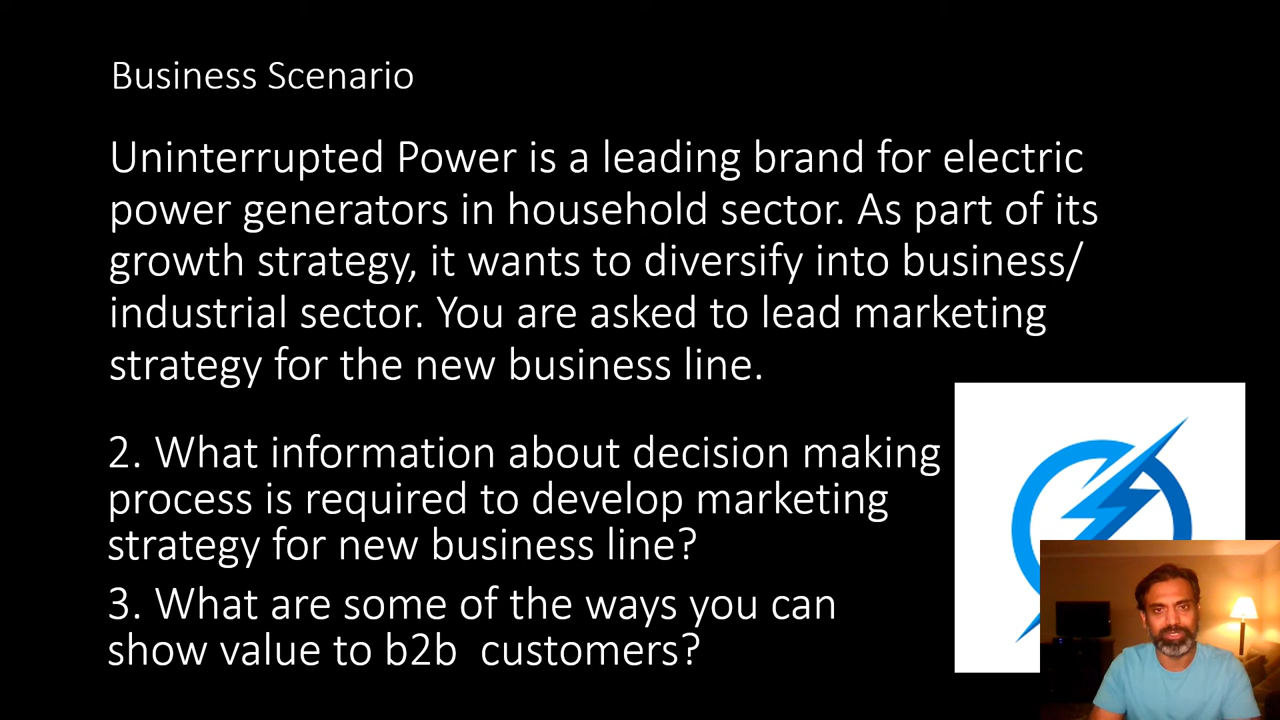 Business Scenario
Uninterrupted Power is a leading brand for electric
power generators in household sector. As part of its
growth strategy, it wants to diversify into business/
industrial sector. You are asked to lead marketing
strategy for the new business line.
2. What information about decision making
process is required to develop marketing
strategy for new business line?
3. What are some of the ways you can
show value to b2b  customers?